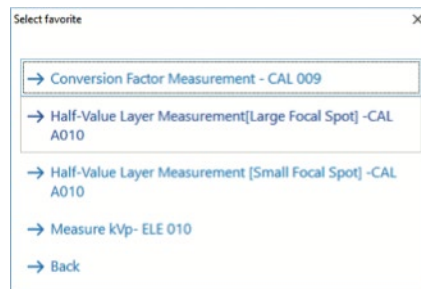 Select favorite
Conversion Factor Measurement - CAL 009
Half-Value Layer Measurement[Large Focal Spot] -CAL
A010
Half-Value Layer Measurement [Small Focal Spot] -CAL
A010
Measure kVp- ELE 010
Back